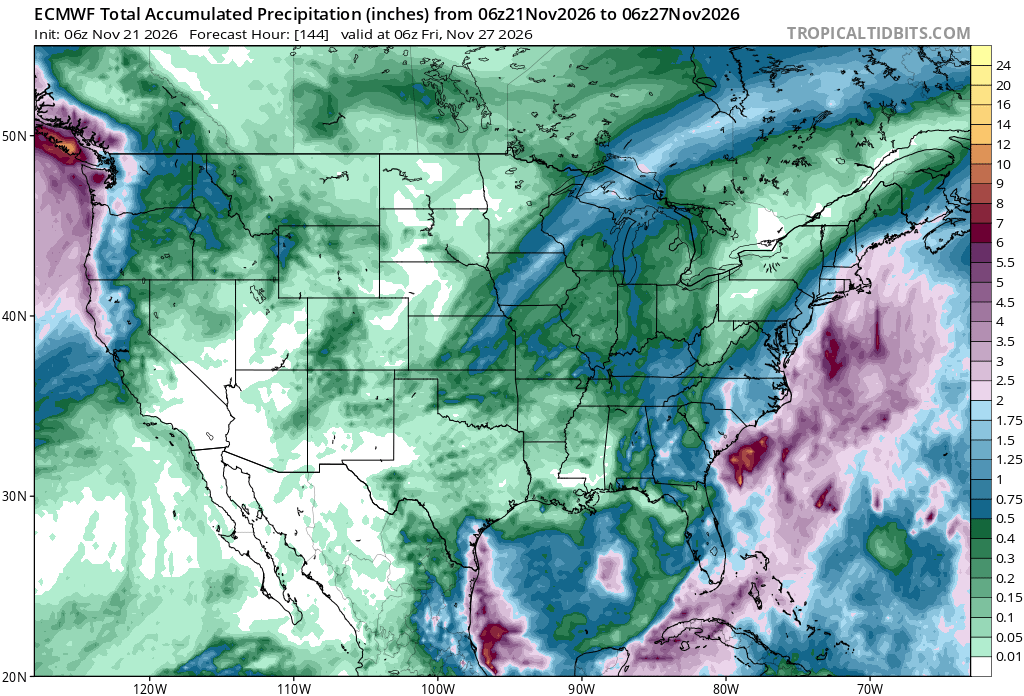 ECMWF Total Accumulated Precipitation (inches) from 06z21Nov2026 to 06z27Nov2026
Init: 06z Nov 21 2026 Forecast Hour: [144] valid at 06z Fri, Nov 27 2026
TROPICALTIDBITS.COM
50N
40N
30N
20N
120W
110W
100W
90W
80W
70W
24
20
16
14
12
10
9
8
7
6
5.5
5
4.5
4
3.5
3
2.5
2
1.75
1.5
1.25
1
0.75
0.5
0.4
0.3
0.2
0.15
0.1
0.05
0.01